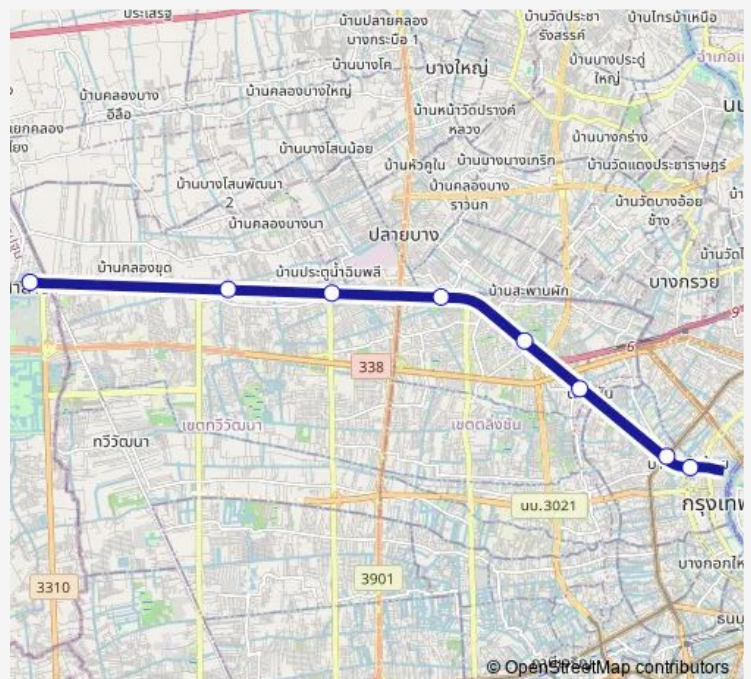 ประเสริฐ
บ้านปลายคลอง
บางกระบือ 1
บ้านวัดประชา
รังสรรค์
บ้านไทรม้าเหนือ
บ้านบางโค
บางใหญ่
บ้านบางประดู่
ใหญ่
บ้านคลองบาง
อีลือ
บ้านคลองบางใหญ่
บ้านหน้าวัดปรางค์
หลวง
แยกคลอง
โยง
บ้านบางโสนน้อย
บ้านบางกร่าง
บ้านหัวคูใน
บ้านบางนางเกริก
บ้านวัดแดงประชาราษฎร์
บ้านบางโสนพัฒนา
2
บ้านคลองบาง
ราวนก
บ้านวัดบางอ้อย
ช้าง
บ้านคลองนางนา
ปลายบาง
บ้านคลองขุด
บ้านประตูน้ำฉิมพลี
บ้านสะพานผัก
บางกรวย
9
6
338
เขตทวีวัฒนา
เขตตลิ่งชัน
ทวีวัฒนา
นบ.3021
กรุงเทพ
3310
3901
บางกอกให
ธนบ
© OpenStreetMap contributors